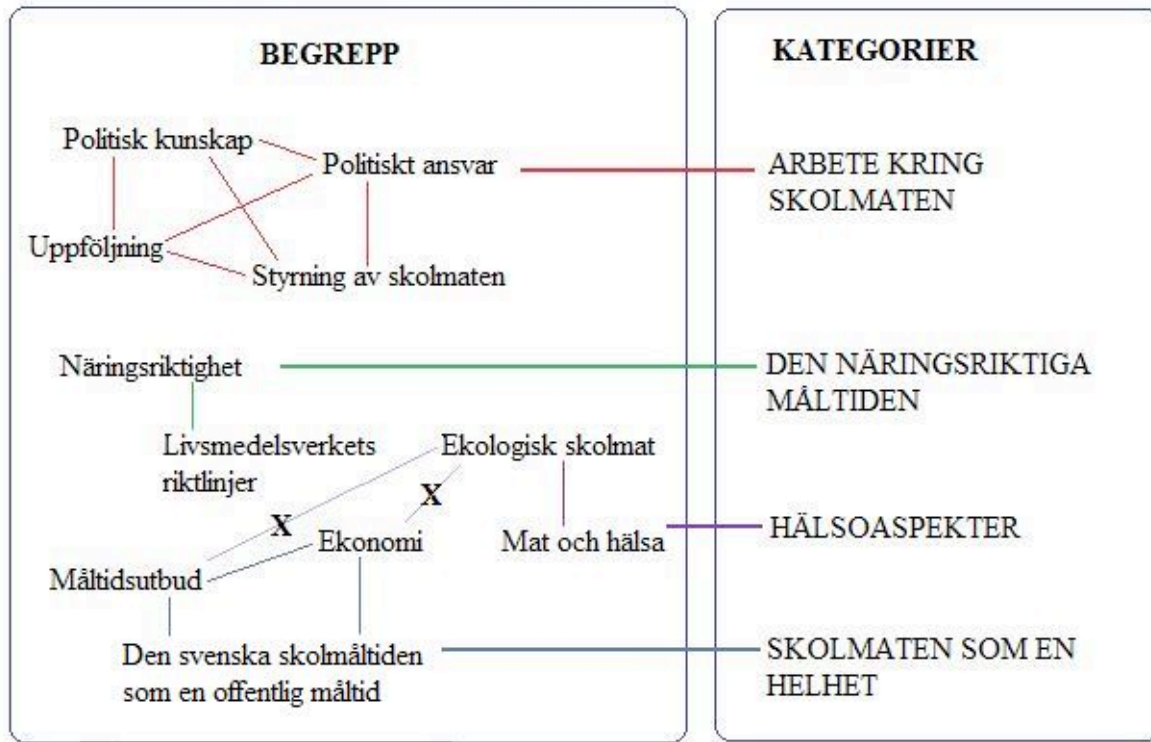 BEGREPP
Politisk kunskap
Politiskt ansvar
Uppföljning
Styrning av skolmaten
Näringsriktighet
Livsmedelsverkets
riktlinjer
Ekologisk skolmat
X
X
Ekonomi
Mat och hälsa
Måltidsutbud
Den svenska skolmåltiden
som en offentlig måltid
KATEGORIER
ARBETE KRING
SKOLMATEN
DEN NÄRINGSRIKTIGA
MÅLTIDEN
HÄLSOASPEKTER
SKOLMATEN SOM EN
HELHET